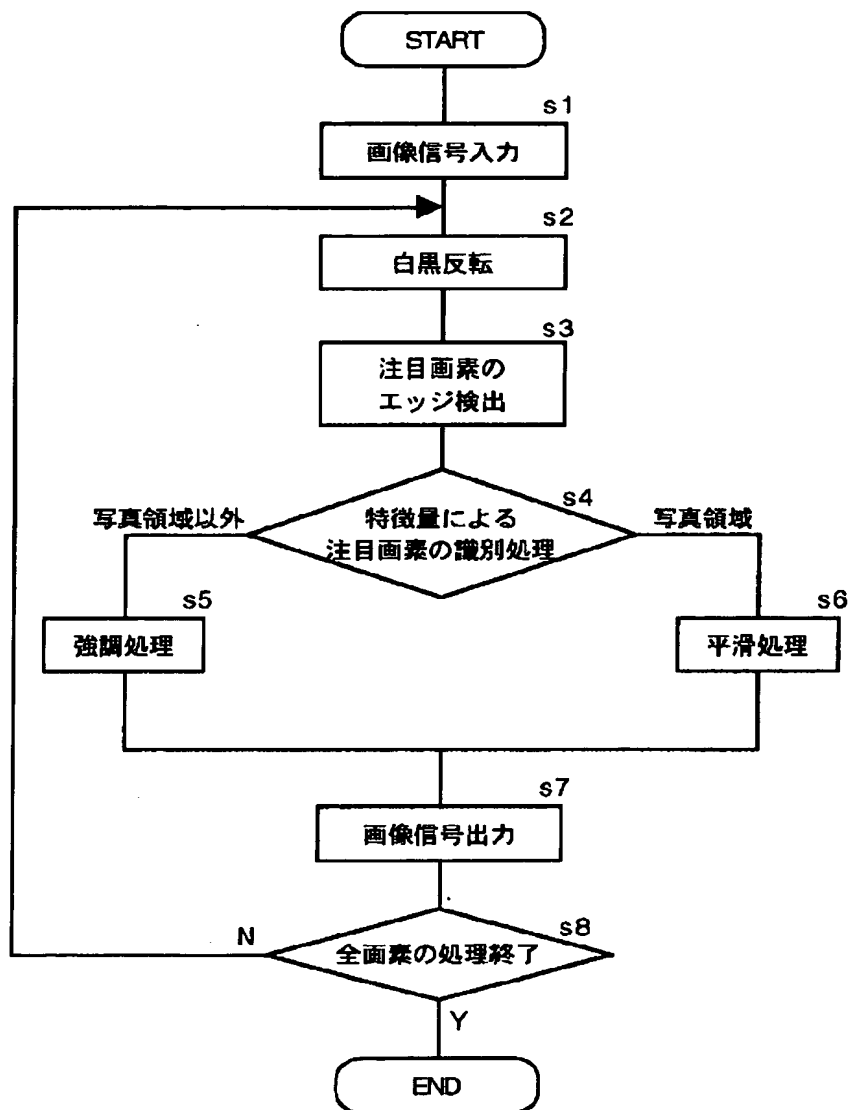 START
s1
画像信号入力
s2
白黒反転
s3
注目画素の
エッジ検出
s4
写真領域以外
特徴量による
注目画素の識別処理
写真領域
s5
強調処理
s6
平滑処理
s7
画像信号出力
s8
N
全画素の処理終了
Y
END